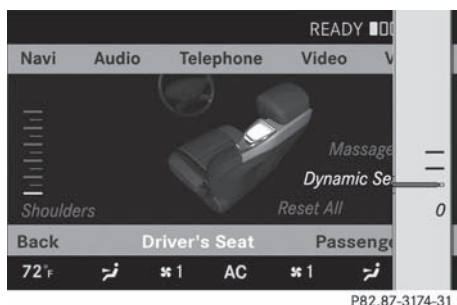 READY
Navi Audio Telephone Video V
Massage
Dynamic Se
Shoulders Reset All 0
Back Driver's Seat Passenge
72°F 1 AC 1
P82.87-3174-31